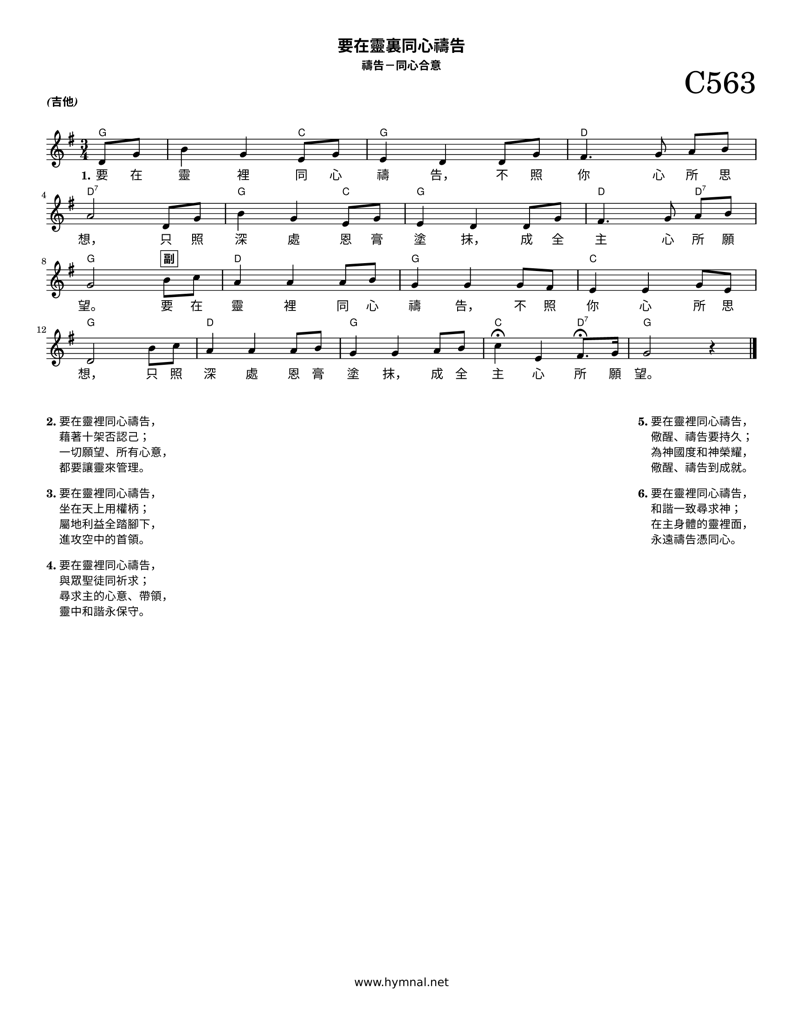 要在靈裏同心禱告
禱告－同心合意
C563
(吉他)
G C G D
1. 要 在 靈 裡 同 心 禱 告， 不 照 你 心 所 思
4 D7 G C G D D7
想， 只 照 深 處 恩 膏 塗 抹， 成 全 主 心 所 願
8 G 副 D G C
望。 要 在 靈 裡 同 心 禱 告， 不 照 你 心 所 思
12 G D G C D7 G
想， 只 照 深 處 恩 膏 塗 抹， 成 全 主 心 所 願 望。
2. 要在靈裡同心禱告，
藉著十架否認己；
一切願望、所有心意，
都要讓靈來管理。
3. 要在靈裡同心禱告，
坐在天上用權柄；
屬地利益全踏腳下，
進攻空中的首領。
4. 要在靈裡同心禱告，
與眾聖徒同祈求；
尋求主的心意、帶領，
靈中和諧永保守。
5. 要在靈裡同心禱告，
儆醒、禱告要持久；
為神國度和神榮耀，
儆醒、禱告到成就。
6. 要在靈裡同心禱告，
和諧一致尋求神；
在主身體的靈裡面，
永遠禱告憑同心。
www.hymnal.net